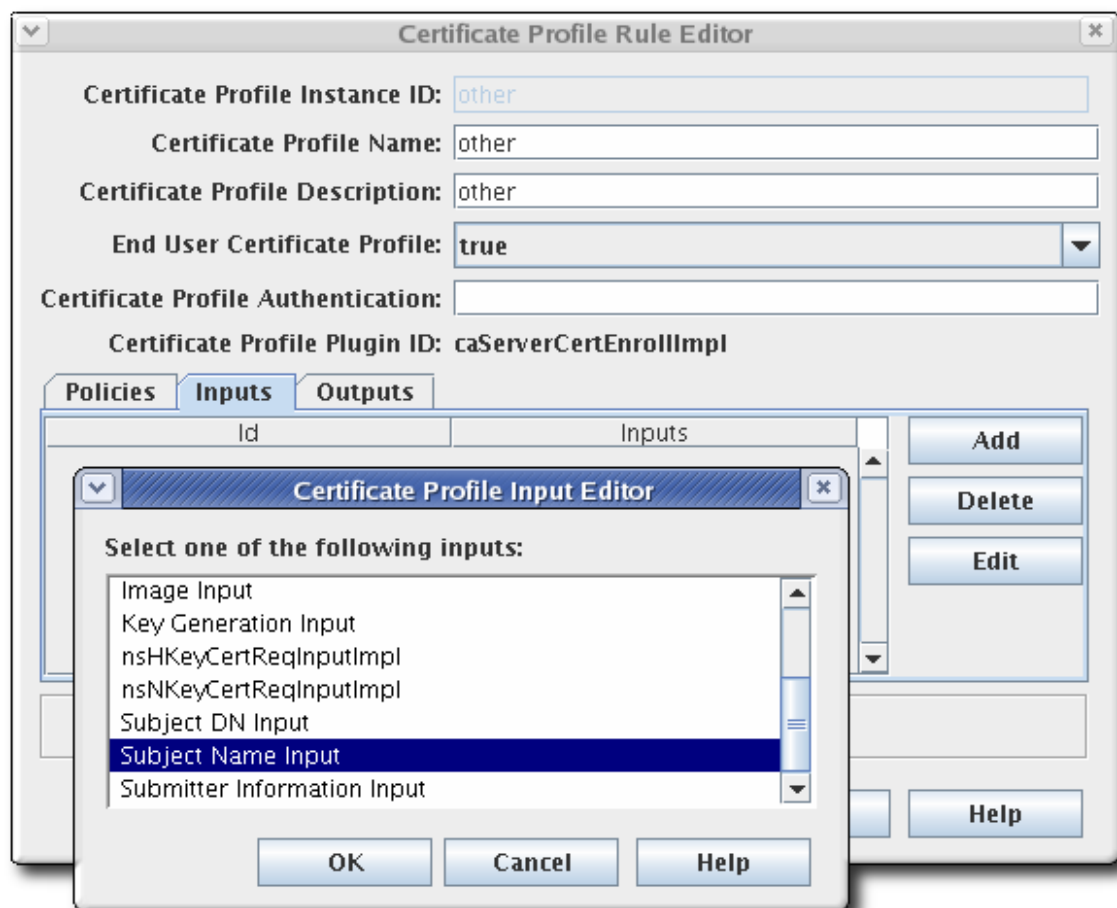 Certificate Profile Rule Editor
Certificate Profile Instance ID: other
Certificate Profile Name: other
Certificate Profile Description: other
End User Certificate Profile: true
Certificate Profile Authentication:
Certificate Profile Plugin ID: caServerCertEnrollImpl
Policies Inputs Outputs
Id Inputs
Add
Delete
Edit
Certificate Profile Input Editor
Select one of the following inputs:
Image Input
Key Generation Input
nsHKeyCertReqInputImpl
nsNKeyCertReqInputImpl
Subject DN Input
Subject Name Input
Submitter Information Input
OK Cancel Help
Help